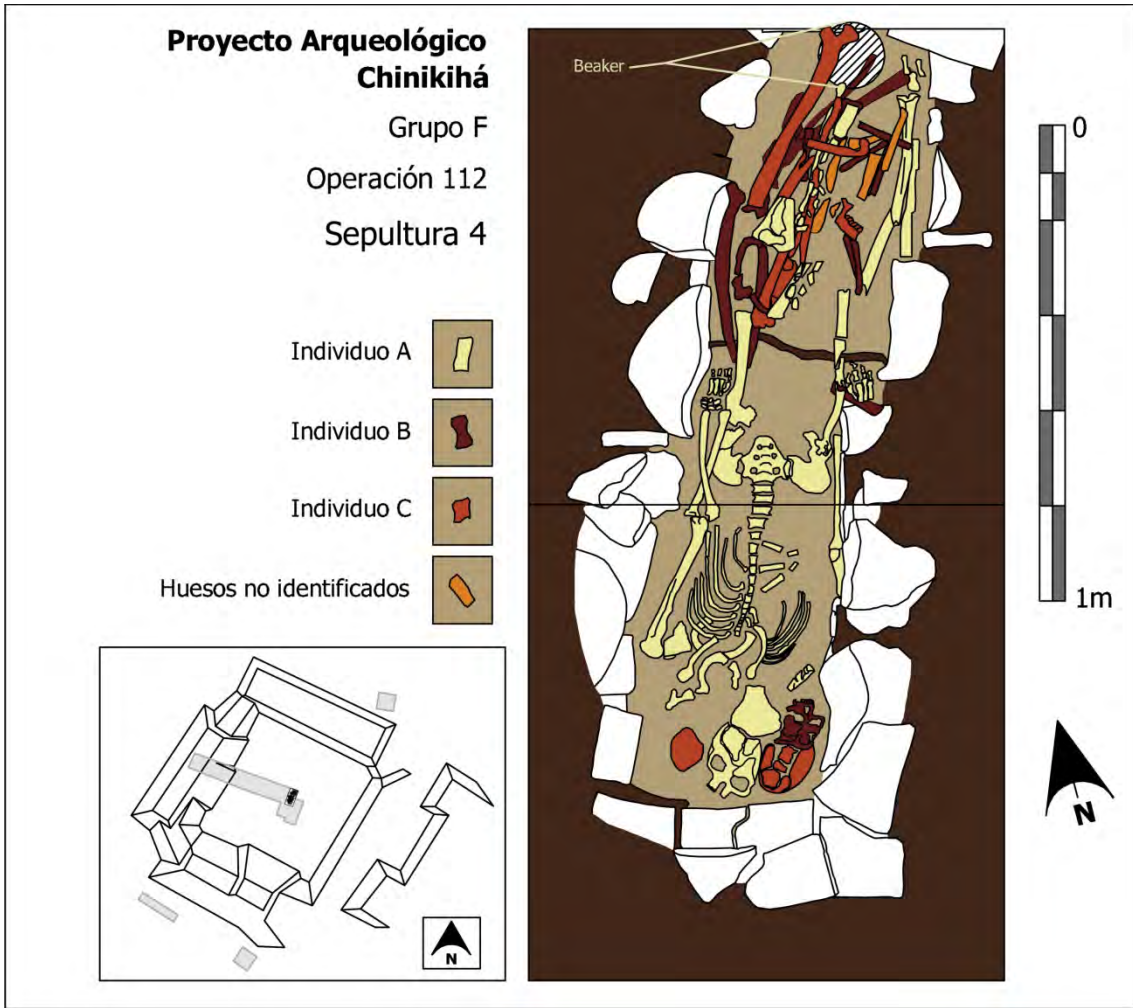 Proyecto Arqueológico
Chinikihá
Grupo F
Operación 112
Sepultura 4
Individuo A
Individuo B
Individuo C
Huesos no identificados
N
Beaker
0
1m
N